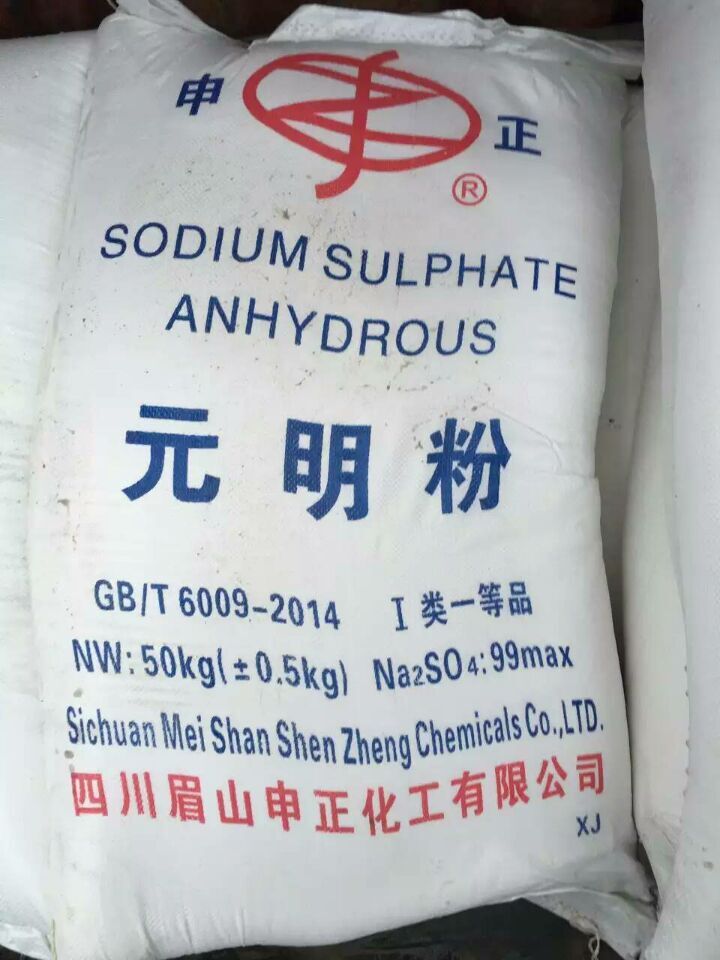 申 正
®
SODIUM SULPHATE
ANHYDROUS
元明粉
GB/T 6009-2014 I类一等品
NW:50kg(±0.5kg) Na₂SO₄:99max
Sichuan Mei Shan Shen Zheng Chemicals Co.,LTD.
四川眉山申正化工有限公司
XJ